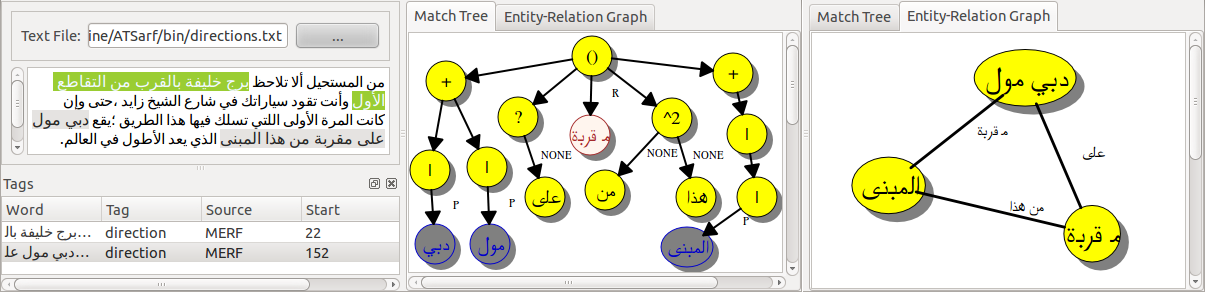 Text File:
ine/ATSarf/bin/directions.txt
...
من المستحيل ألا تلاحظ برج خليفة بالقرب من التقاطع
الأول وأنت تقود سياراتك في شارع الشيخ زايد ،حتى وإن
كانت المرة الأولى اللتي تسلك فيها هذا الطريق ؛يقع دبي مول
على مقربة من هذا المبنى الذي يعد الأطول في العالم.
Tags
Word Tag Source Start
برج خليفة بال... direction MERF 22
دبي مول عل... direction MERF 152
Match Tree Entity-Relation Graph
()
+
+
R
?
م قربة
^2
|
|
|
NONE
NONE
NONE
على
من
هذا
|
P
P
P
دبي
مول
المبنى
Match Tree Entity-Relation Graph
دبي مول
م قربة
على
المبنى
من هذا
م قربة